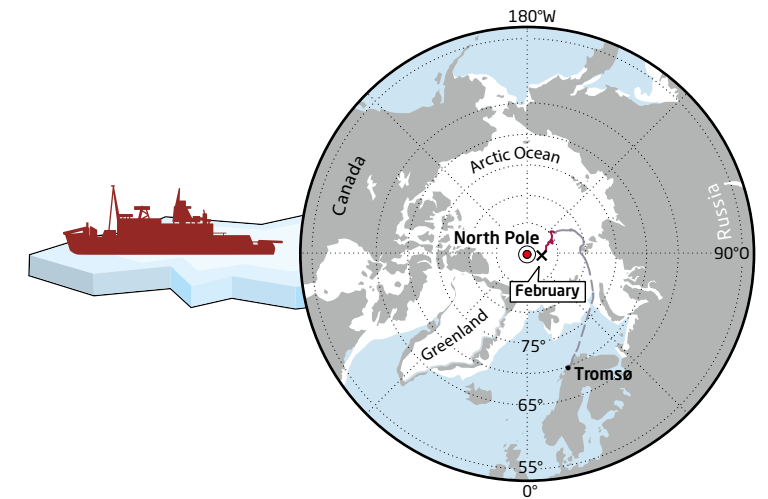 180°W
Canada
Arctic Ocean
Russia
North Pole
90°O
February
Greenland
75°
Tromsø
65°
55°
0°